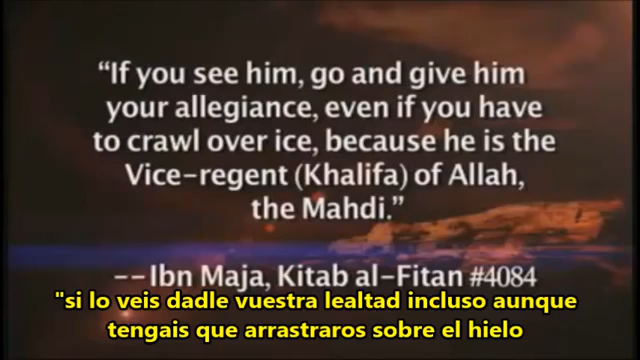 “If you see him, go and give him
your allegiance, even if you have
to crawl over ice, because he is the
Vice-regent (Khalifa) of Allah,
the Mahdi.”
--Ibn Maja, Kitab al-Fitan #4084
"si lo veis dadle vuestra lealtad incluso aunque
tengais que arrastraros sobre el hielo